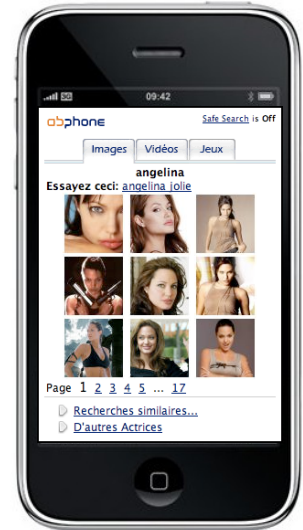 3G 09:42
abphone Safe Search is Off
Images Vidéos Jeux
angelina
Essayez ceci: angelina jolie
Page 1 2 3 4 5 ... 17
Recherches similaires...
D'autres Actrices